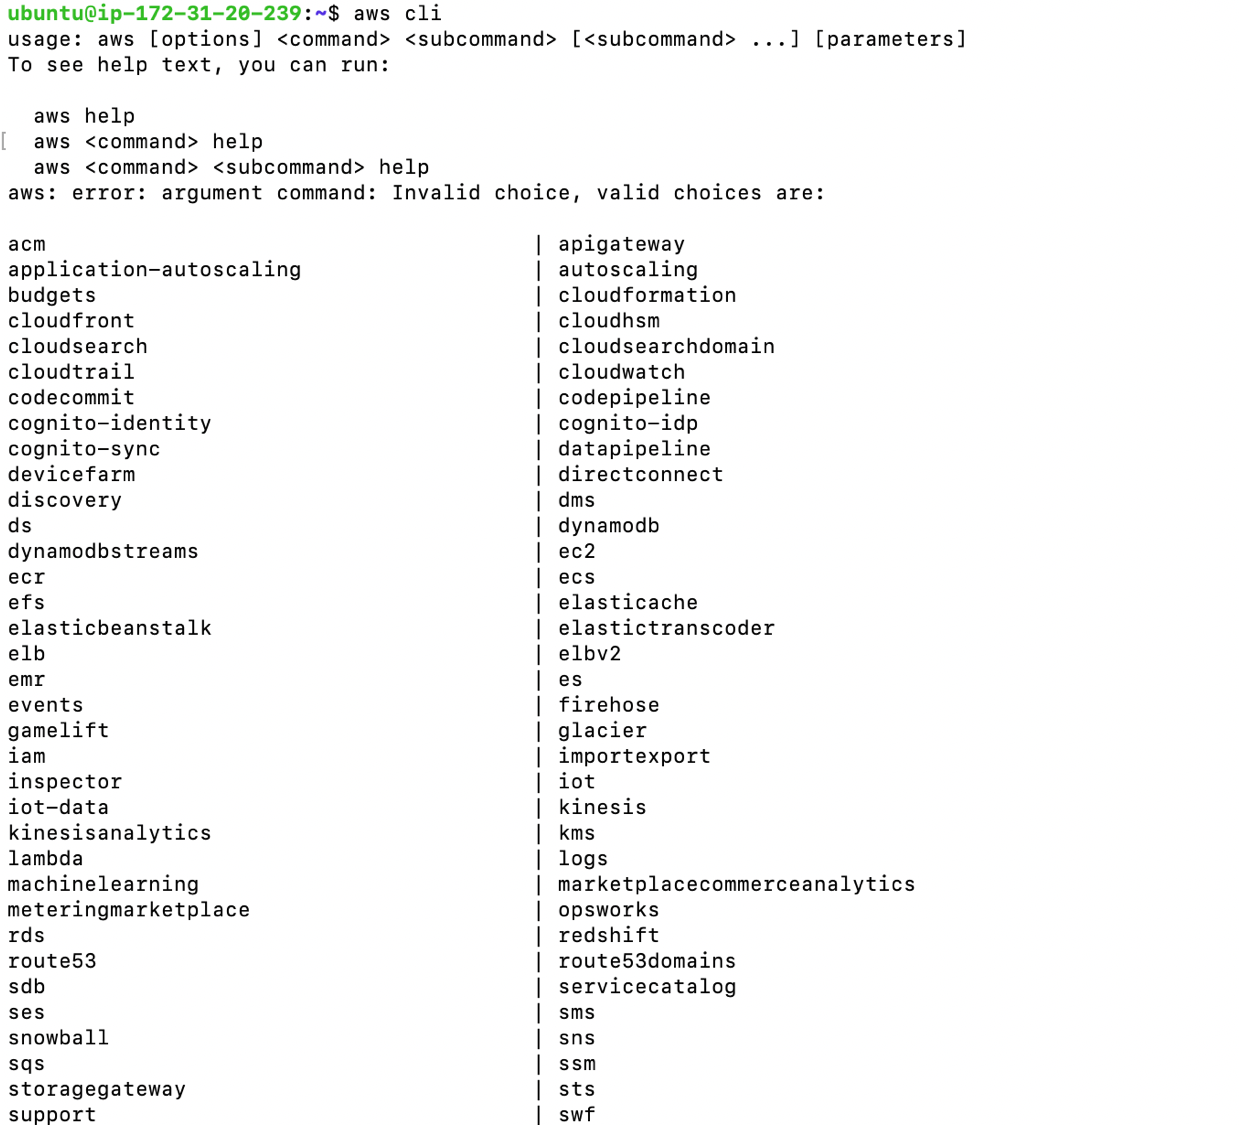 ubuntu@ip-172-31-20-239:~$ aws cli
usage: aws [options] <command> <subcommand> [<subcommand> ...] [parameters]
To see help text, you can run:
  aws help
[  aws <command> help
  aws <command> <subcommand> help
aws: error: argument command: Invalid choice, valid choices are:
acm | apigateway
application-autoscaling | autoscaling
budgets | cloudformation
cloudfront | cloudhsm
cloudsearch | cloudsearchdomain
cloudtrail | cloudwatch
codecommit | codepipeline
cognito-identity | cognito-idp
cognito-sync | datapipeline
devicefarm | directconnect
discovery | dms
ds | dynamodb
dynamodbstreams | ec2
ecr | ecs
efs | elasticache
elasticbeanstalk | elastictranscoder
elb | elbv2
emr | es
events | firehose
gamelift | glacier
iam | importexport
inspector | iot
iot-data | kinesis
kinesisanalytics | kms
lambda | logs
machinelearning | marketplacecommerceanalytics
meteringmarketplace | opsworks
rds | redshift
route53 | route53domains
sdb | servicecatalog
ses | sms
snowball | sns
sqs | ssm
storagegateway | sts
support | swf